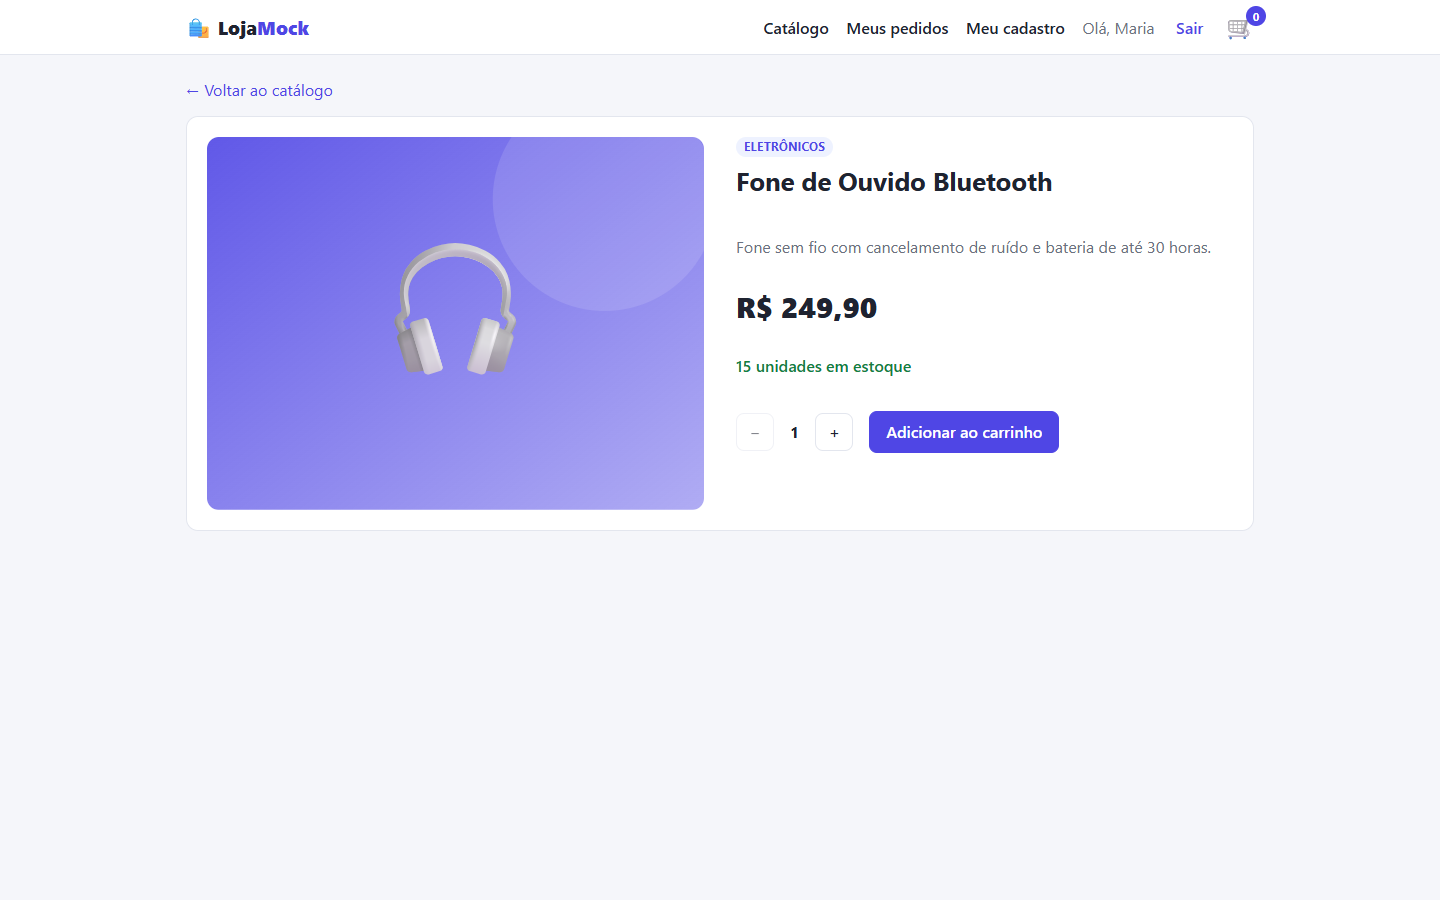 LojaMock
Catálogo Meus pedidos Meu cadastro Olá, Maria Sair 0
← Voltar ao catálogo
ELETRÔNICOS
Fone de Ouvido Bluetooth
Fone sem fio com cancelamento de ruído e bateria de até 30 horas.
R$ 249,90
15 unidades em estoque
− 1 + Adicionar ao carrinho